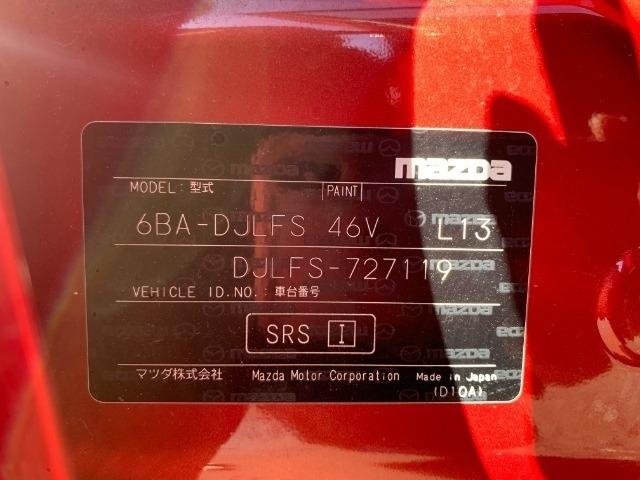 mazda
MODEL: 型式 PAINT
6BA-DJLFS 46V L13
DJLFS-727119
VEHICLE ID.NO.: 車台番号
SRS I
マツダ株式会社 Mazda Motor Corporation Made in Japan
(D10A)